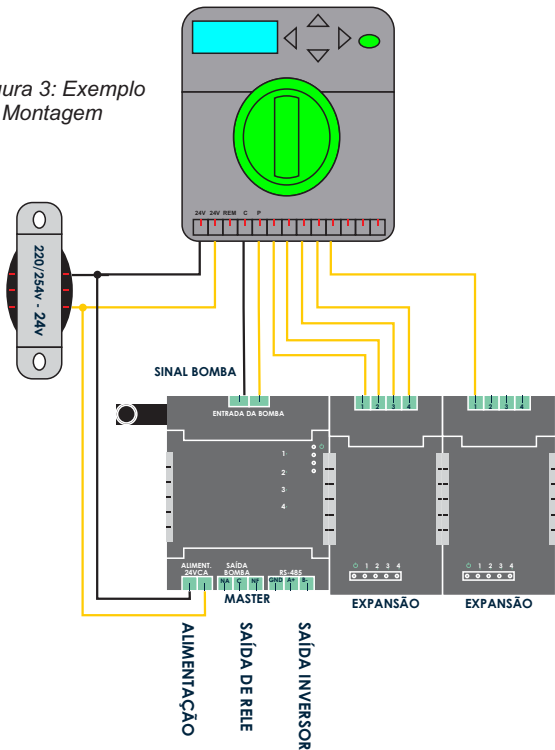 ura 3: Exemplo
Montagem
24V 24V REM C P
220/254v - 24v
SINAL BOMBA
ENTRADA DA BOMBA
1 2 3 4
1 2 3 4
1
2
3
4
ALIMENT.
24VCA
SAÍDA
BOMBA
RS-485
NA C NF
GND A+ B-
1 2 3 4
1 2 3 4
MASTER
EXPANSÃO
EXPANSÃO
ALIMENTAÇÃO
SAÍDA DE RELE
SAÍDA INVERSOR